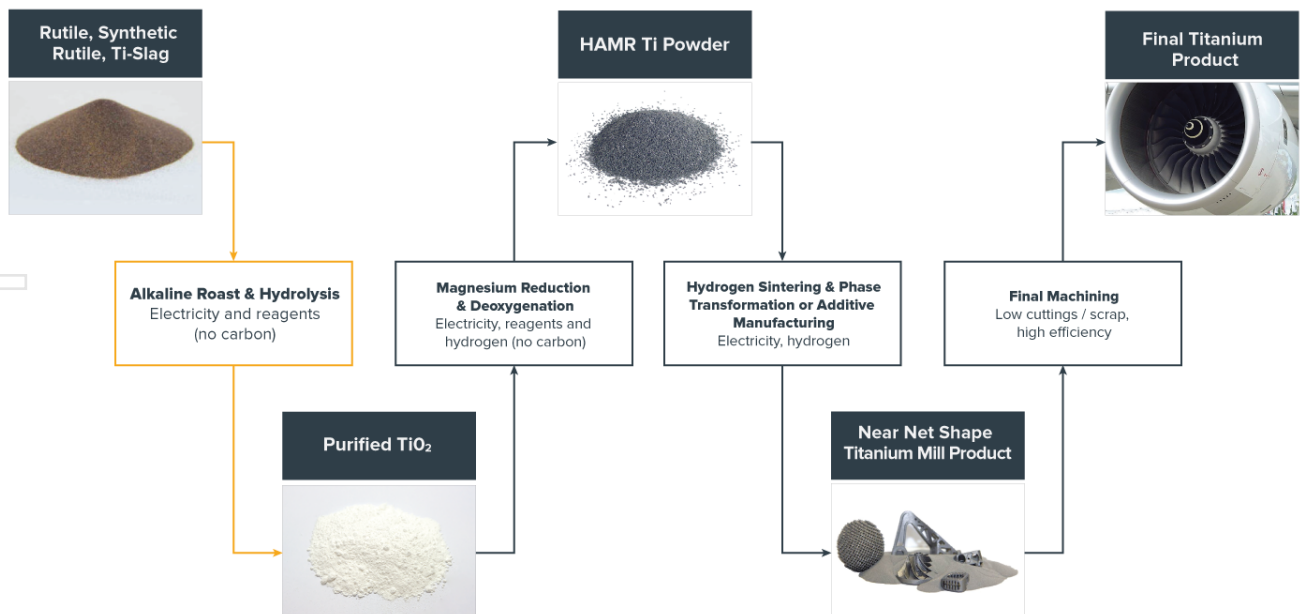 Rutile, Synthetic
Rutile, Ti-Slag
HAMR Ti Powder
Final Titanium
Product
Alkaline Roast & Hydrolysis
Electricity and reagents
(no carbon)
Magnesium Reduction
& Deoxygenation
Electricity, reagents and
hydrogen (no carbon)
Hydrogen Sintering & Phase
Transformation or Additive
Manufacturing
Electricity, hydrogen
Final Machining
Low cuttings / scrap,
high efficiency
Purified TiO₂
Near Net Shape
Titanium Mill Product